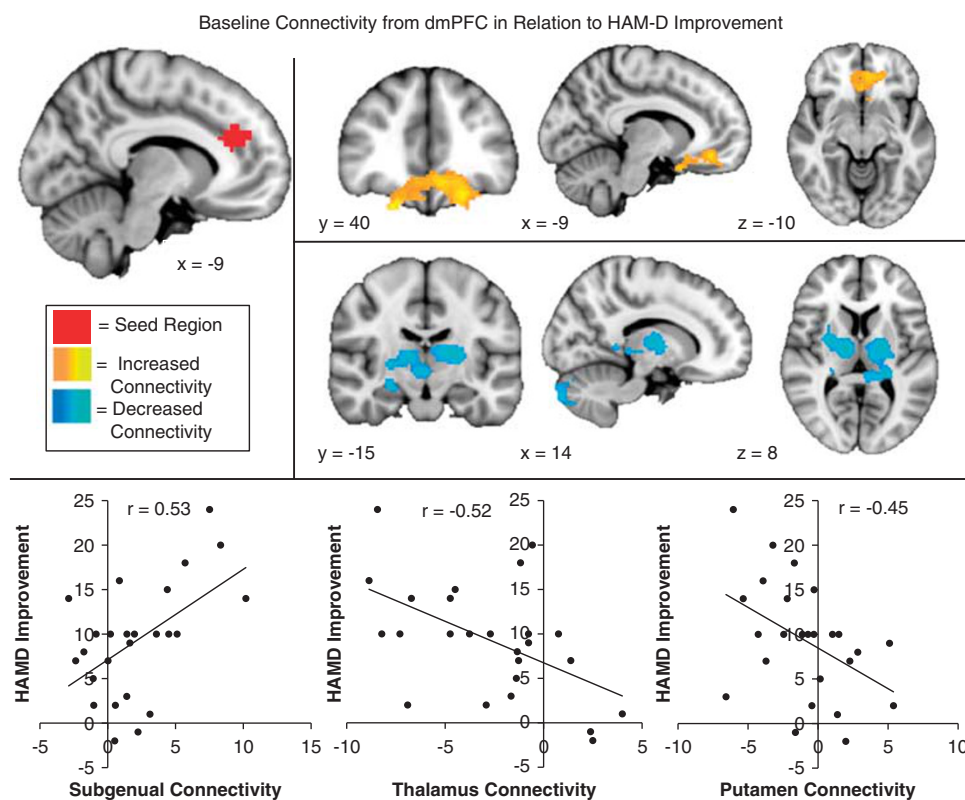 Baseline Connectivity from dmPFC in Relation to HAM-D Improvement
x = -9
y = 40
x = -9
z = -10
= Seed Region
= Increased
Connectivity
= Decreased
Connectivity
y = -15
x = 14
z = 8
HAMD Improvement
25
20
15
10
5
0
-5
r = 0.53
-5
0
5
10
15
Subgenual Connectivity
HAMD Improvement
25
20
15
10
5
0
-5
r = -0.52
-10
-5
0
5
Thalamus Connectivity
HAMD Improvement
25
20
15
10
5
0
-5
r = -0.45
-10
-5
0
5
10
Putamen Connectivity